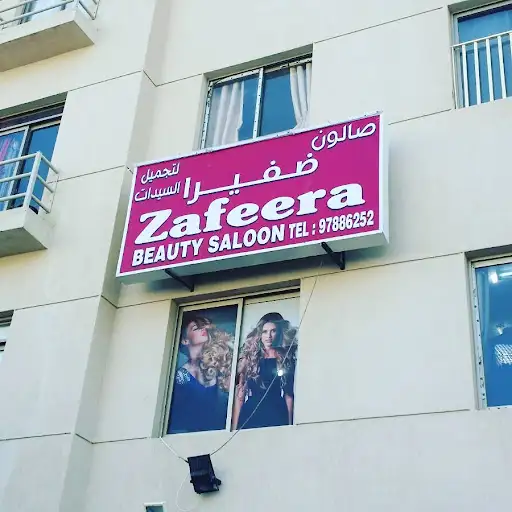 صالون
ضفيرا
لتجميل
السيدات
Zafeera
BEAUTY SALOON TEL : 97886252